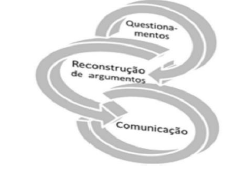 Questiona-
mentos
Reconstrução
de argumentos
Comunicação